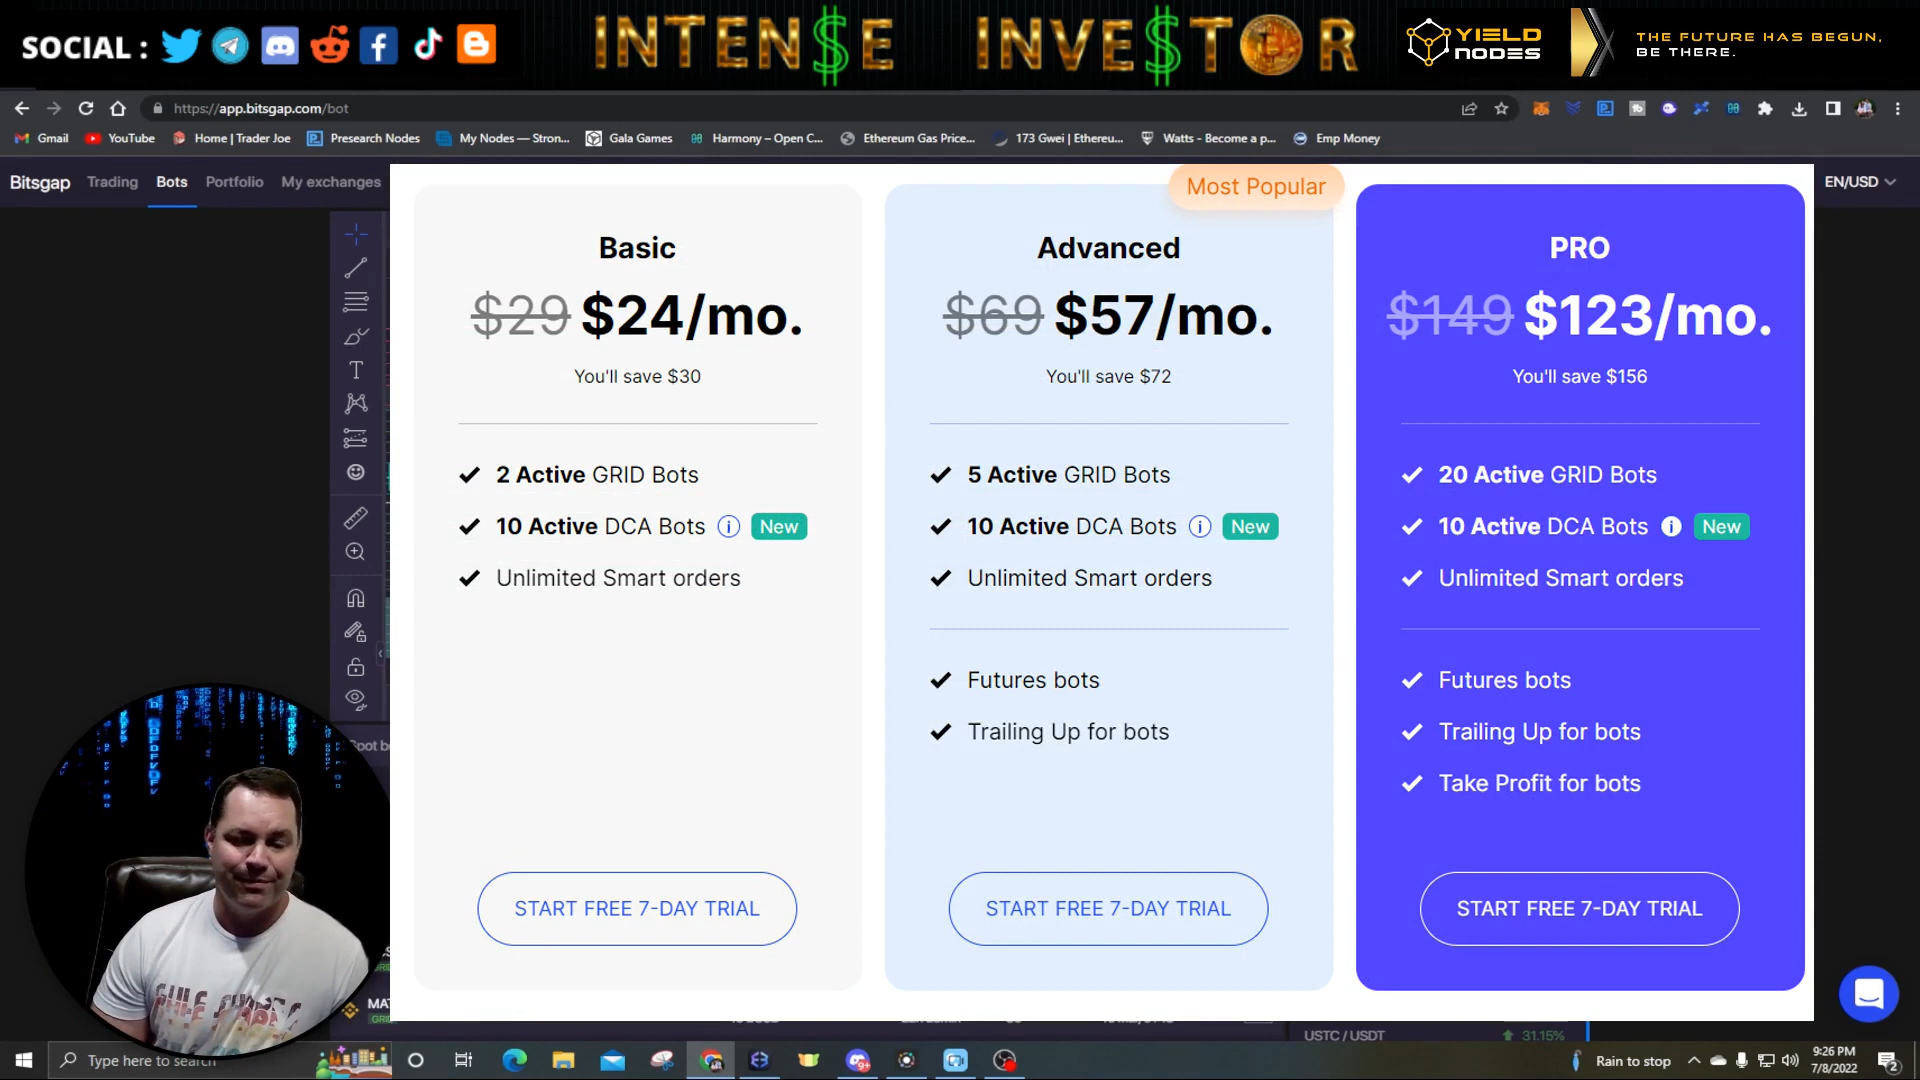 SOCIAL :
INTEN$E INVE$TOR
YIELD NODES
THE FUTURE HAS BEGUN,
BE THERE.
https://app.bitsgap.com/bot
Gmail
YouTube
Home | Trader Joe
Presearch Nodes
My Nodes — Stron...
Gala Games
Harmony – Open C...
Ethereum Gas Price...
173 Gwei | Ethereu...
Watts - Become a p...
Emp Money
Bitsgap
Trading
Bots
Portfolio
My exchanges
EN/USD
Most Popular
Basic
$29 $24/mo.
You'll save $30
2 Active GRID Bots
10 Active DCA Bots i New
Unlimited Smart orders
START FREE 7-DAY TRIAL
Advanced
$69 $57/mo.
You'll save $72
5 Active GRID Bots
10 Active DCA Bots i New
Unlimited Smart orders
Futures bots
Trailing Up for bots
START FREE 7-DAY TRIAL
PRO
$149 $123/mo.
You'll save $156
20 Active GRID Bots
10 Active DCA Bots i New
Unlimited Smart orders
Futures bots
Trailing Up for bots
Take Profit for bots
START FREE 7-DAY TRIAL
USTC / USDT
31.15%
Type here to search
Rain to stop
9:26 PM
7/8/2022
2